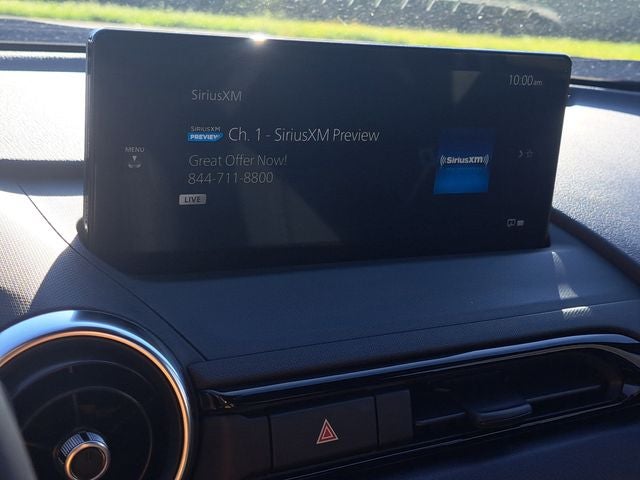 10:00 am
SiriusXM
SIRIUSXM
PREVIEW
Ch. 1 - SiriusXM Preview
MENU
Great Offer Now!
844-711-8800
SiriusXM
LIVE